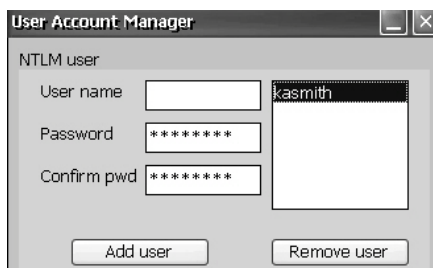 User Account Manager
NTLM user
User name
kasmith
Password ********
Confirm pwd ********
Add user Remove user